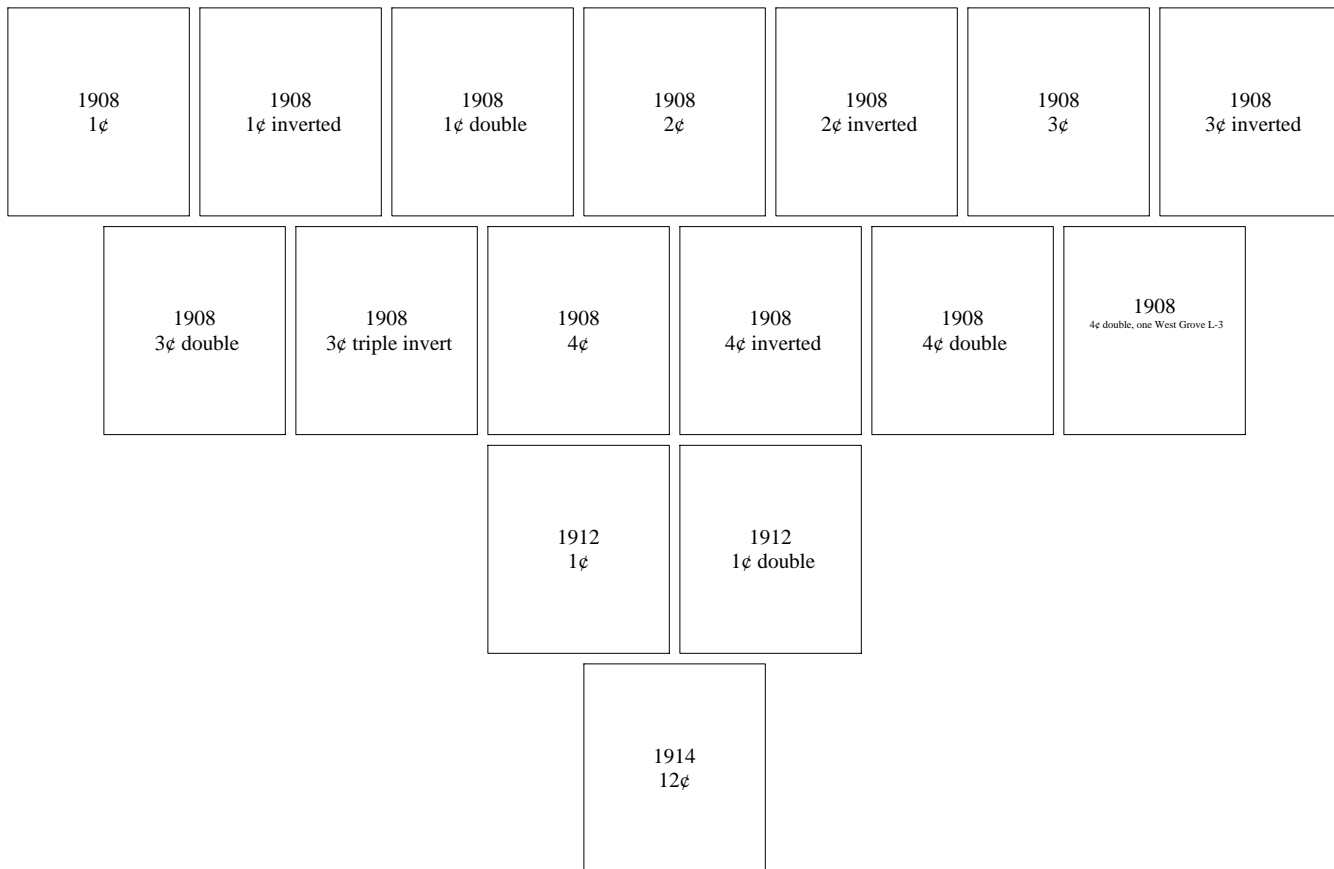 1908
1¢
1908
1¢ inverted
1908
1¢ double
1908
2¢
1908
2¢ inverted
1908
3¢
1908
3¢ inverted
1908
3¢ double
1908
3¢ triple invert
1908
4¢
1908
4¢ inverted
1908
4¢ double
1908
4¢ double, one West Grove L-3
1912
1¢
1912
1¢ double
1914
12¢